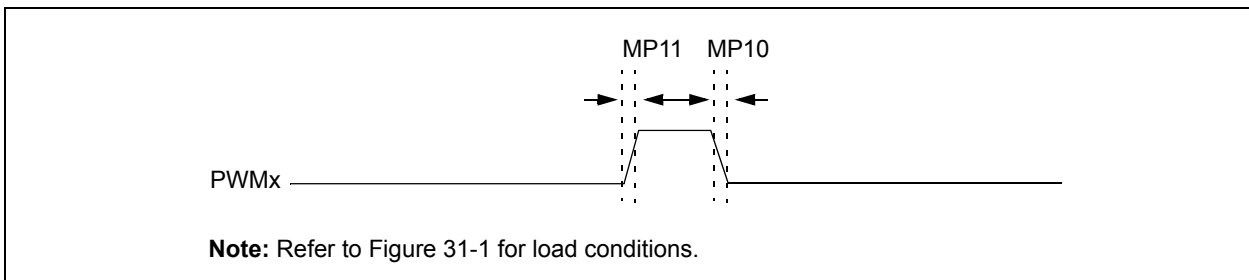 MP11 MP10
PWMx
Note: Refer to Figure 31-1 for load conditions.